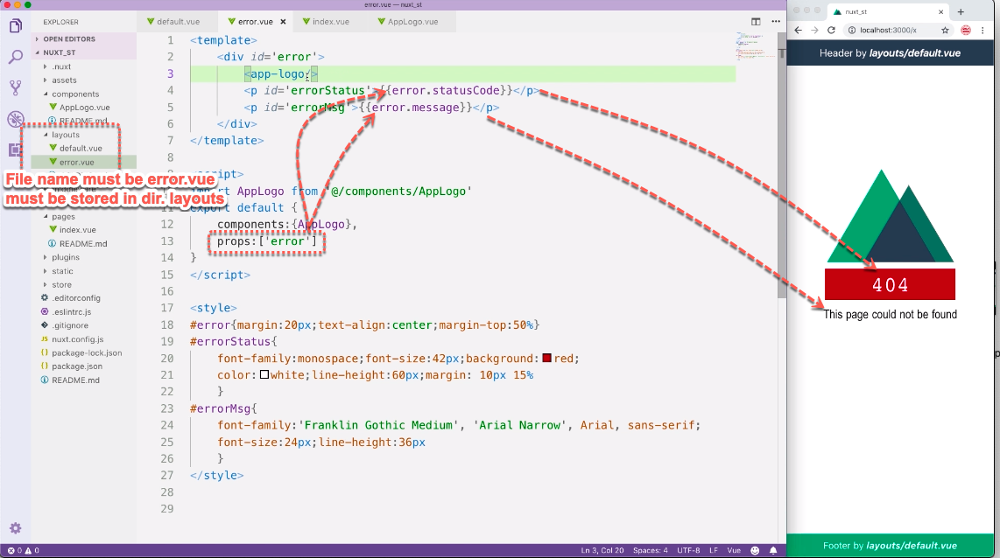 error.vue — nuxt_st
EXPLORER
OPEN EDITORS
NUXT_ST
.nuxt
assets
components
AppLogo.vue
README.md
layouts
default.vue
error.vue
File name must be error.vue
must be stored in dir. layouts
pages
index.vue
README.md
plugins
static
store
.editorconfig
.eslintrc.js
.gitignore
JS nuxt.config.js
{} package-lock.json
{} package.json
README.md
default.vue
error.vue
index.vue
AppLogo.vue
1 <template>
2 <div id='error'>
3 <app-logo/>
4 <p id='errorStatus'>{{error.statusCode}}</p>
5 <p id='errorMsg'>{{error.message}}</p>
6 </div>
7 </template>
8
script>
AppLogo from '@/components/AppLogo'
export default {
12 components:{AppLogo},
13 props:['error']
14 }
15 </script>
16
17 <style>
18 #error{margin:20px;text-align:center;margin-top:50%}
19 #errorStatus{
20 font-family:monospace;font-size:42px;background:red;
21 color:white;line-height:60px;margin: 10px 15%
22 }
23 #errorMsg{
24 font-family:'Franklin Gothic Medium', 'Arial Narrow', Arial, sans-serif;
25 font-size:24px;line-height:36px
26 }
27 </style>
28
29
0 0
Ln 3, Col 20 Spaces: 4 UTF-8 LF Vue
nuxt_st
localhost:3000/x
Header by layouts/default.vue
404
This page could not be found
Footer by layouts/default.vue